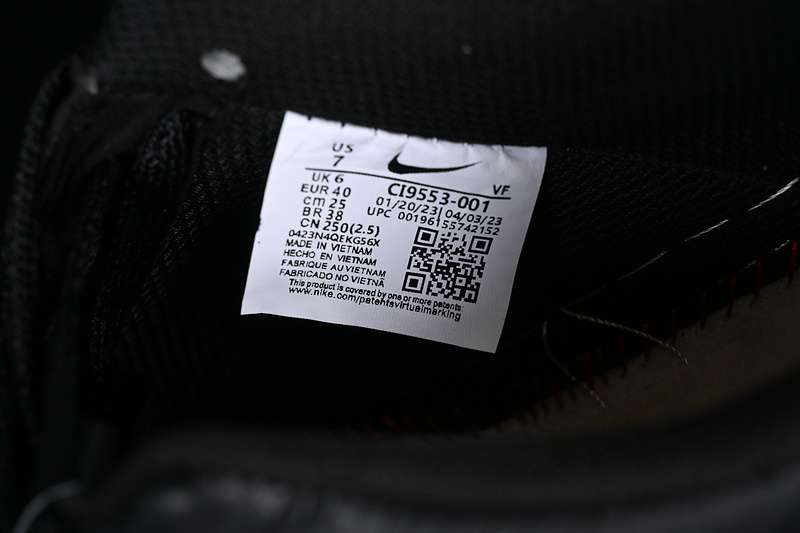 US
7
UK 6
EUR 40
cm 25
BR 38
CN 250(2.5)
CI9553-001
VF
01/20/23 | 04/03/23
UPC 00196155742152
0423N4QEKG56X
MADE IN VIETNAM
HECHO EN VIETNAM
FABRIQUE AU VIETNAM
FABRICADO NO VIETNÃ
This product is covered by one or more patents:
www.nike.com/patentsvirtualmarking